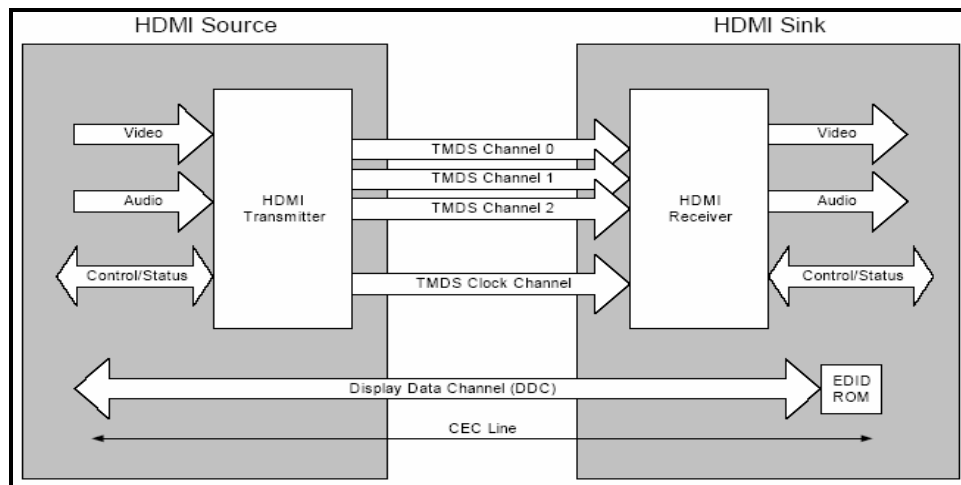 HDMI Source
HDMI Sink
Video
Audio
Control/Status
HDMI
Transmitter
TMDS Channel 0
TMDS Channel 1
TMDS Channel 2
TMDS Clock Channel
HDMI
Receiver
Video
Audio
Control/Status
Display Data Channel (DDC)
EDID
ROM
CEC Line